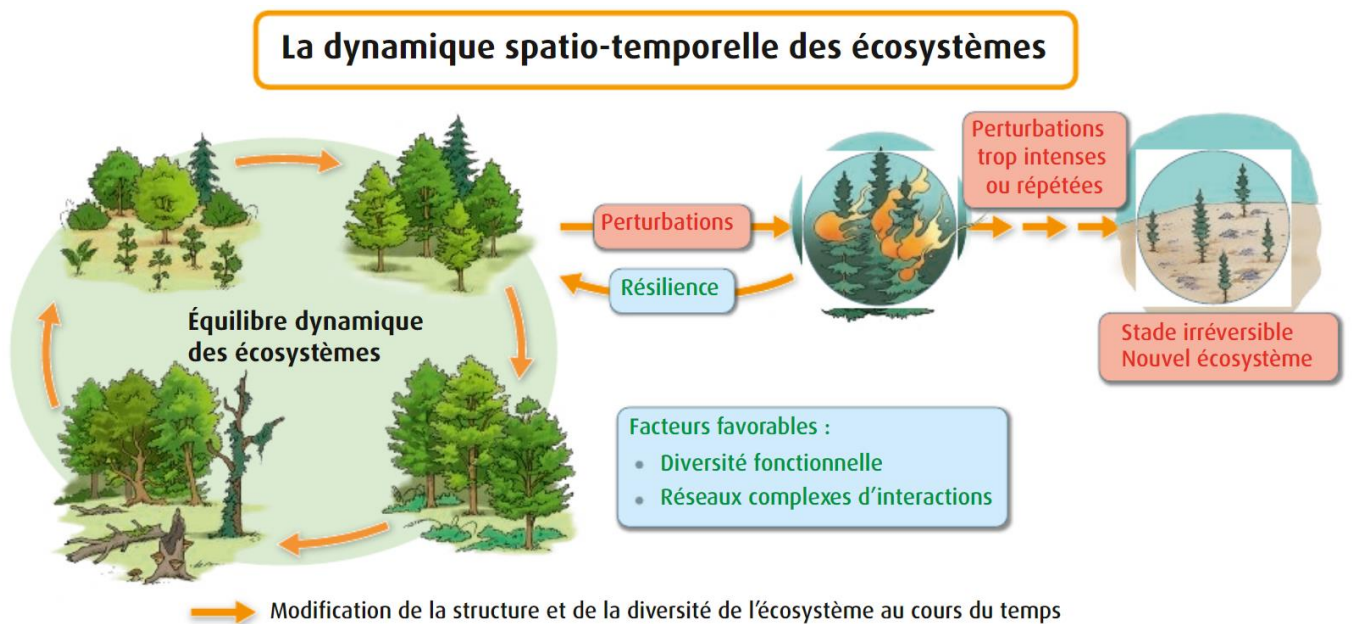 La dynamique spatio-temporelle des écosystèmes
Perturbations
trop intenses
ou répétées
Perturbations
Résilience
Équilibre dynamique
des écosystèmes
Stade irréversible
Nouvel écosystème
Facteurs favorables :
• Diversité fonctionnelle
• Réseaux complexes d'interactions
Modification de la structure et de la diversité de l'écosystème au cours du temps